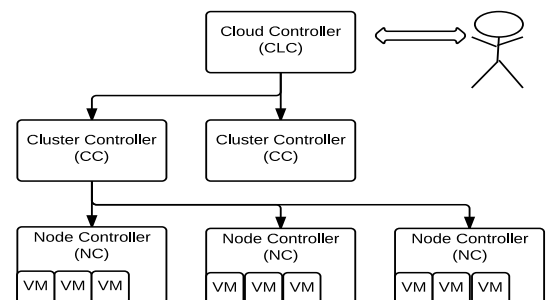 Cloud Controller
(CLC)
Cluster Controller
(CC)
Cluster Controller
(CC)
Node Controller
(NC)
Node Controller
(NC)
Node Controller
(NC)
VM VM VM
VM VM VM
VM VM VM